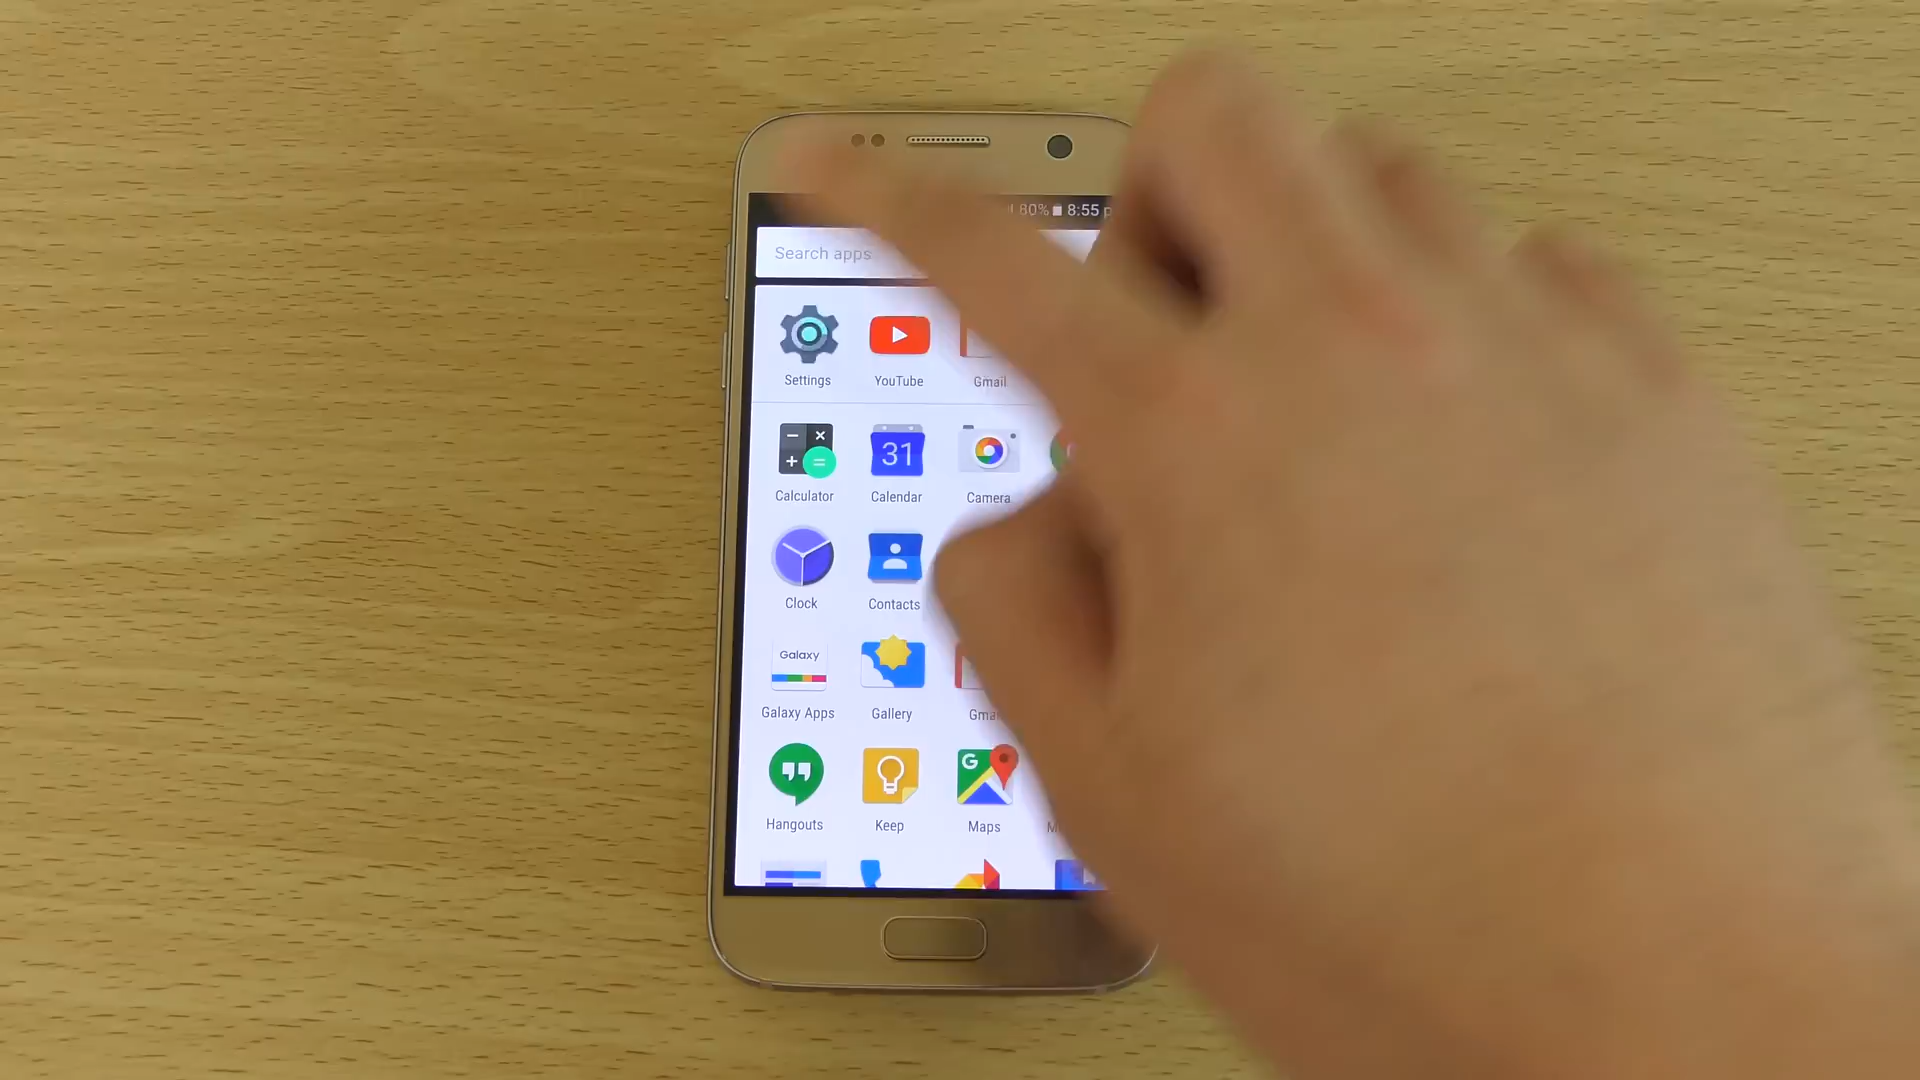 80% 8:55 p
Search apps
Settings YouTube Gmail
31
Calculator Calendar Camera
Clock Contacts
Galaxy
Galaxy Apps Gallery Gma
G
Hangouts Keep Maps M